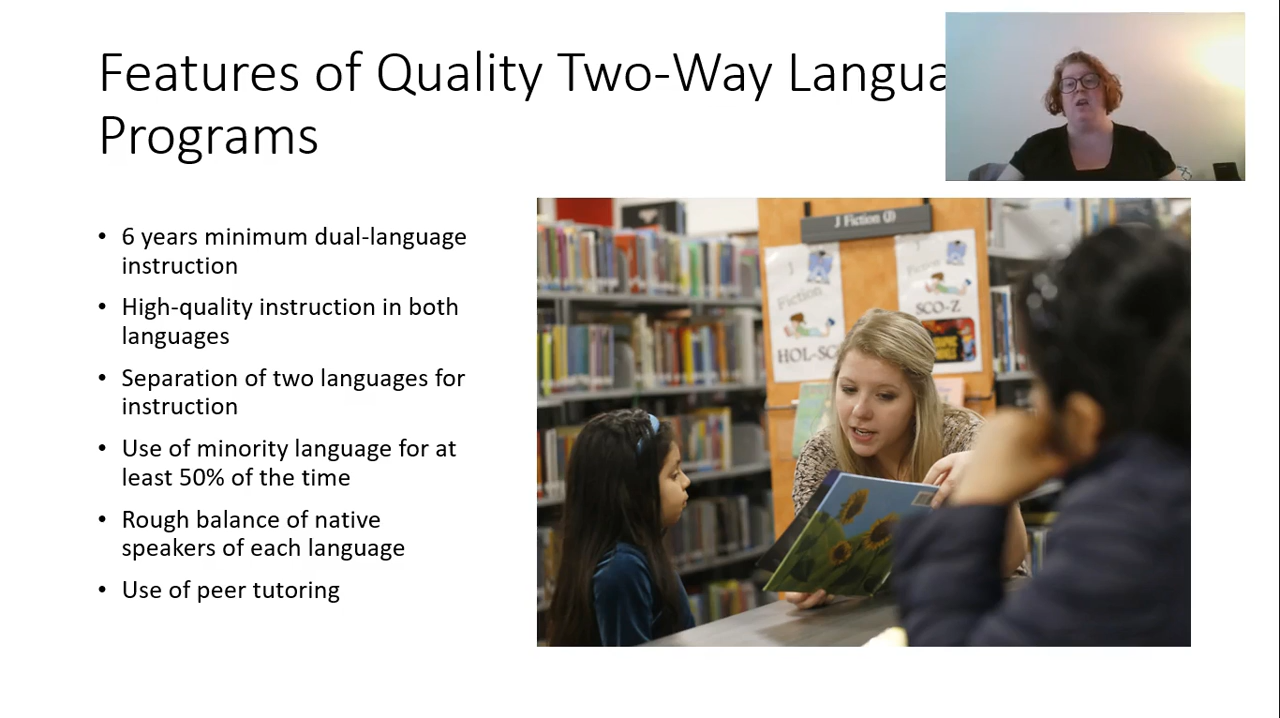 Features of Quality Two-Way
Programs
• 6 years minimum dual-language
instruction
• High-quality instruction in both
languages
• Separation of two languages for
instruction
• Use of minority language for at
least 50% of the time
• Rough balance of native
speakers of each language
• Use of peer tutoring
J Fiction (J)
J
Fiction
HOL-SC
Fiction
SCO-Z